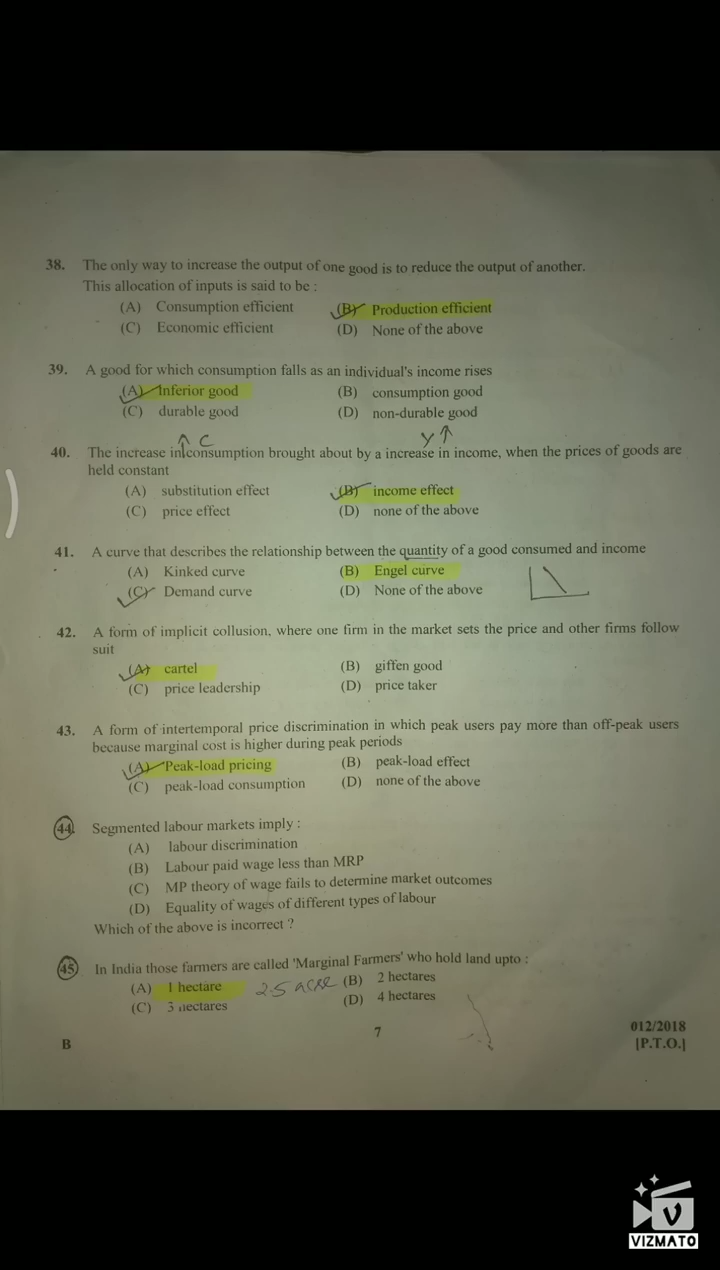 38. The only way to increase the output of one good is to reduce the output of another.
This allocation of inputs is said to be :
(A) Consumption efficient (B) Production efficient
(C) Economic efficient (D) None of the above
39. A good for which consumption falls as an individual's income rises
(A) Inferior good (B) consumption good
(C) durable good (D) non-durable good
↑ C Y ↑
40. The increase in consumption brought about by a increase in income, when the prices of goods are
held constant
(A) substitution effect (B) income effect
(C) price effect (D) none of the above
41. A curve that describes the relationship between the quantity of a good consumed and income
(A) Kinked curve (B) Engel curve
(C) Demand curve (D) None of the above
42. A form of implicit collusion, where one firm in the market sets the price and other firms follow
suit
(A) cartel (B) giffen good
(C) price leadership (D) price taker
43. A form of intertemporal price discrimination in which peak users pay more than off-peak users
because marginal cost is higher during peak periods
(A) Peak-load pricing (B) peak-load effect
(C) peak-load consumption (D) none of the above
44. Segmented labour markets imply :
(A) labour discrimination
(B) Labour paid wage less than MRP
(C) MP theory of wage fails to determine market outcomes
(D) Equality of wages of different types of labour
Which of the above is incorrect ?
45. In India those farmers are called 'Marginal Farmers' who hold land upto :
(A) 1 hectare 2.5 acre (B) 2 hectares
(C) 3 hectares (D) 4 hectares
B 7 012/2018
[P.T.O.]
VIZMATO